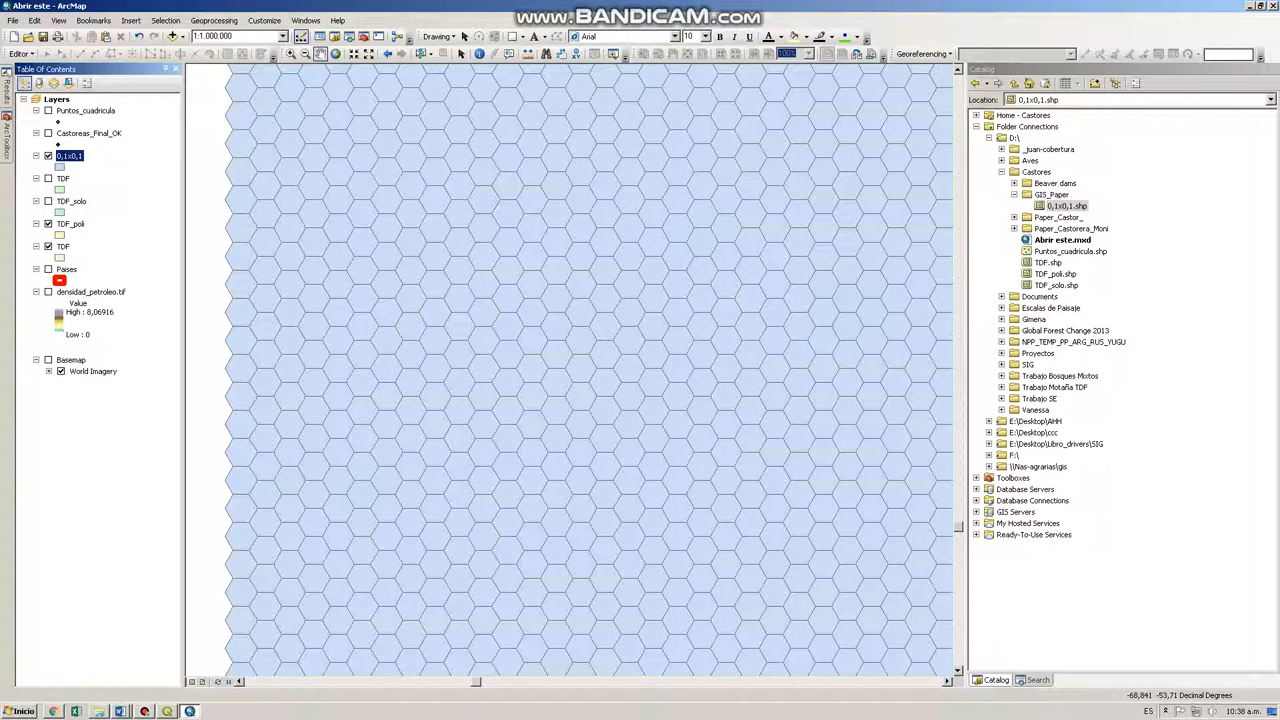 Abrir este - ArcMap
www.BANDICAM.com
File Edit View Bookmarks Insert Selection Geoprocessing Customize Windows Help
1:1.000.000
Drawing
Arial
10
B I U A
Editor
100%
Georeferencing
Table Of Contents
Layers
Puntos_cuadricula
Castoreas_Final_OK
0,1x0,1
TDF
TDF_solo
TDF_poli
TDF
Paises
densidad_petroleo.tif
Value
High : 8,06916
Low : 0
Basemap
World Imagery
Results
ArcToolbox
Catalog
Location: 0,1x0,1.shp
Home - Castores
Folder Connections
D:\
_juan-cobertura
Aves
Castores
Beaver dams
GIS_Paper
0,1x0,1.shp
Paper_Castor_
Paper_Castorera_Moni
Abrir este.mxd
Puntos_cuadricula.shp
TDF.shp
TDF_poli.shp
TDF_solo.shp
Documents
Escalas de Paisaje
Gimena
Global Forest Change 2013
NPP_TEMP_PP_ARG_RUS_YUGU
Proyectos
SIG
Trabajo Bosques Mixtos
Trabajo Motaña TDF
Trabajo SE
Vanessa
E:\Desktop\AHH
E:\Desktop\ccc
E:\Desktop\Libro_drivers\SIG
F:\
\\Nas-agrarias\gis
Toolboxes
Database Servers
Database Connections
GIS Servers
My Hosted Services
Ready-To-Use Services
Catalog Search
-68,841 -53,71 Decimal Degrees
Inicio
ES
10:38 a.m.